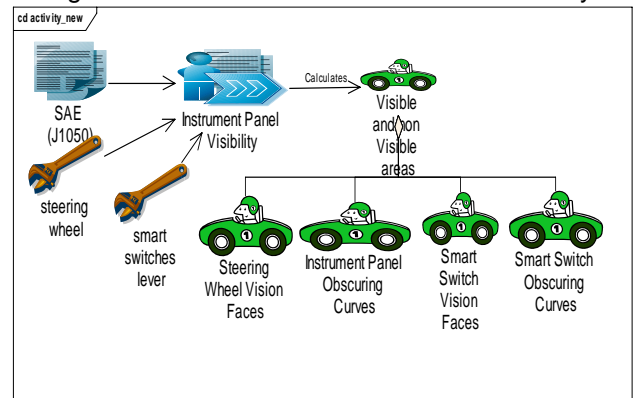 cd activity_new
SAE
(J1050)
Instrument Panel
Visibility
Calculates
Visible
and non
Visible
areas
steering
wheel
smart
switches
lever
Steering
Wheel Vision
Faces
Instrument Panel
Obscuring
Curves
Smart
Switch
Vision
Faces
Smart Switch
Obscuring
Curves